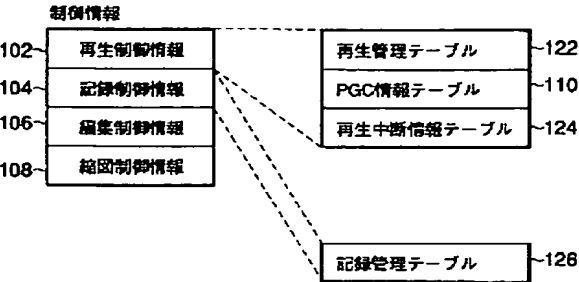 制御情報
102 再生制御情報
104 記録制御情報
106 編集制御情報
108 縮図制御情報
再生管理テーブル 122
PGC情報テーブル 110
再生中断情報テーブル 124
記録管理テーブル 126